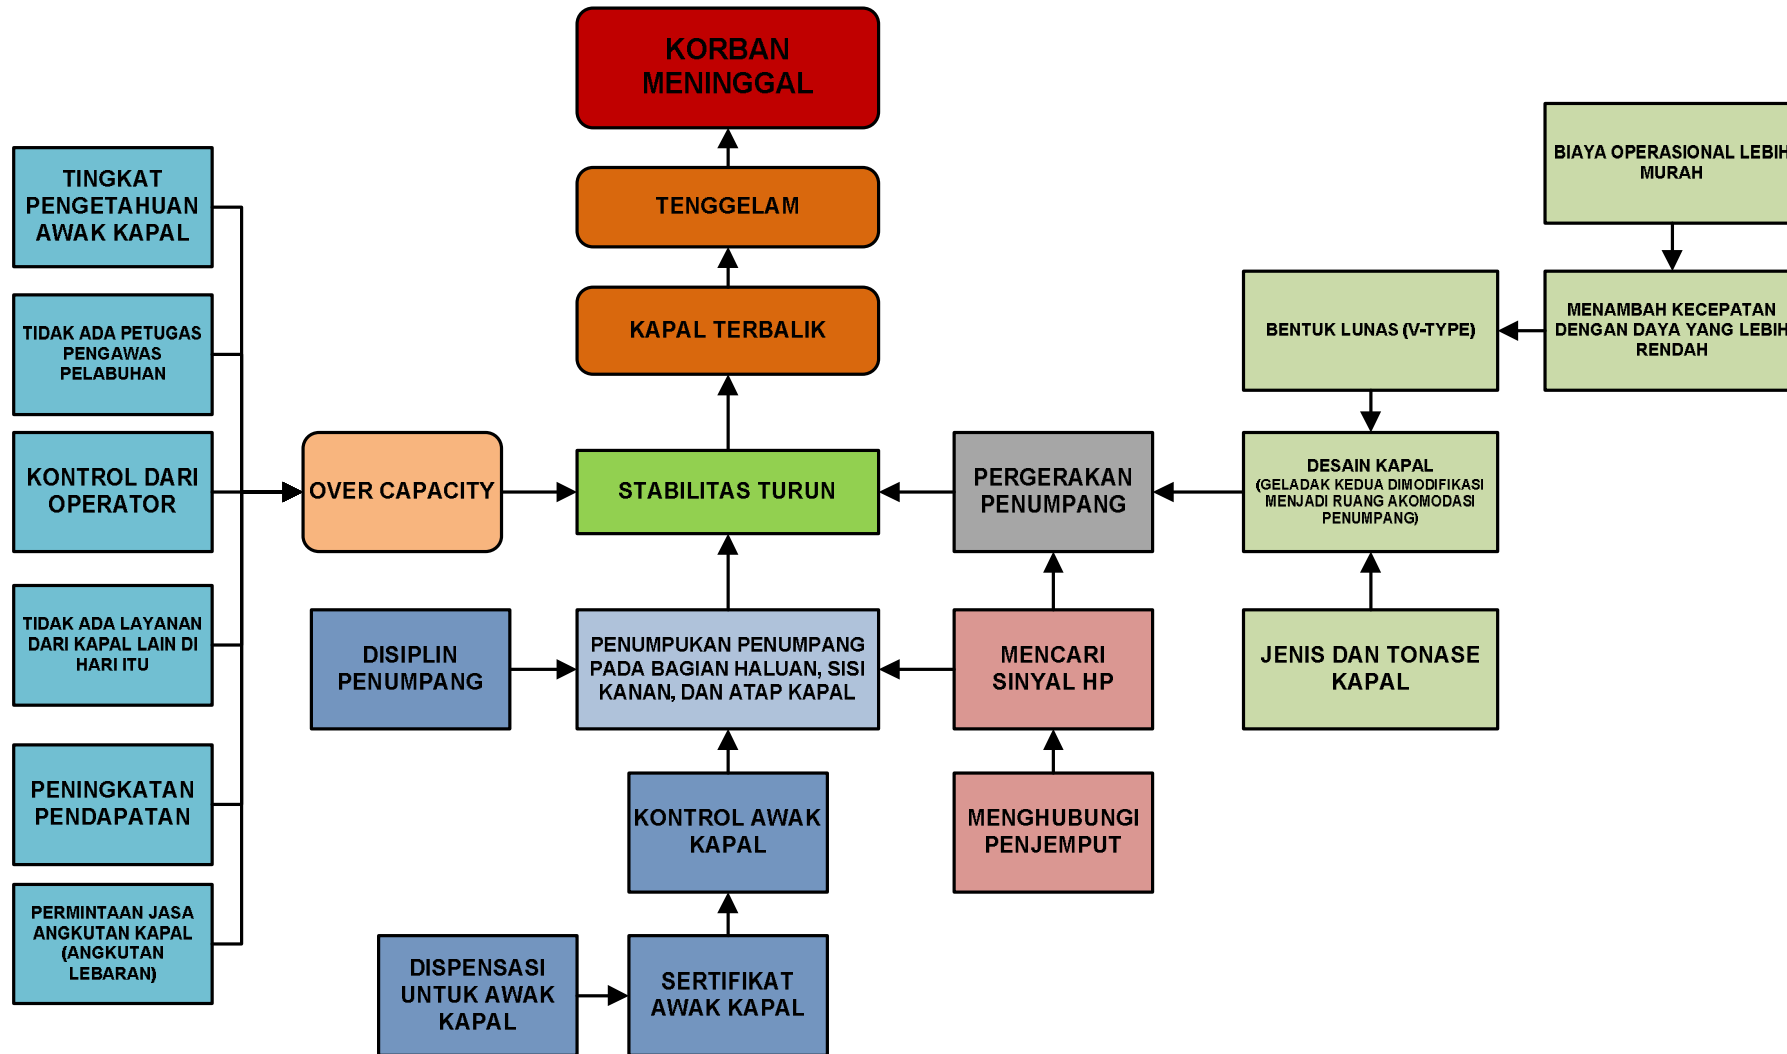 KORBAN
MENINGGAL
TENGGELAM
KAPAL TERBALIK
TINGKAT
PENGETAHUAN
AWAK KAPAL
TIDAK ADA PETUGAS
PENGAWAS
PELABUHAN
KONTROL DARI
OPERATOR
TIDAK ADA LAYANAN
DARI KAPAL LAIN DI
HARI ITU
PENINGKATAN
PENDAPATAN
PERMINTAAN JASA
ANGKUTAN KAPAL
(ANGKUTAN
LEBARAN)
OVER CAPACITY
STABILITAS TURUN
PERGERAKAN
PENUMPANG
DISIPLIN
PENUMPANG
PENUMPUKAN PENUMPANG
PADA BAGIAN HALUAN, SISI
KANAN, DAN ATAP KAPAL
MENCARI
SINYAL HP
KONTROL AWAK
KAPAL
MENGHUBUNGI
PENJEMPUT
DISPENSASI
UNTUK AWAK
KAPAL
SERTIFIKAT
AWAK KAPAL
BIAYA OPERASIONAL LEBIH
MURAH
MENAMBAH KECEPATAN
DENGAN DAYA YANG LEBIH
RENDAH
BENTUK LUNAS (V-TYPE)
DESAIN KAPAL
(GELADAK KEDUA DIMODIFIKASI
MENJADI RUANG AKOMODASI
PENUMPANG)
JENIS DAN TONASE
KAPAL